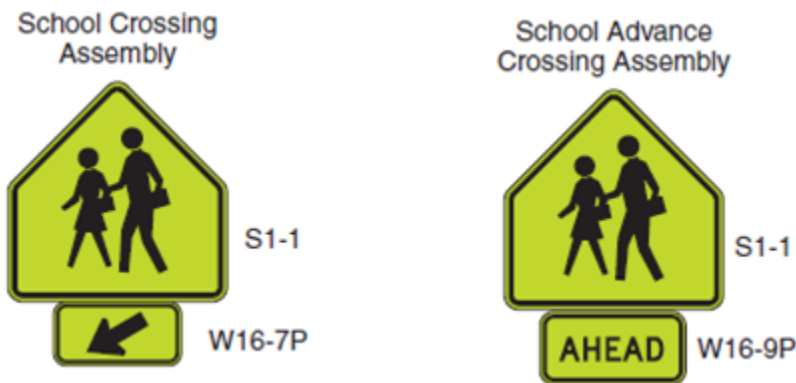 School Crossing
Assembly
S1-1
W16-7P
School Advance
Crossing Assembly
S1-1
AHEAD
W16-9P